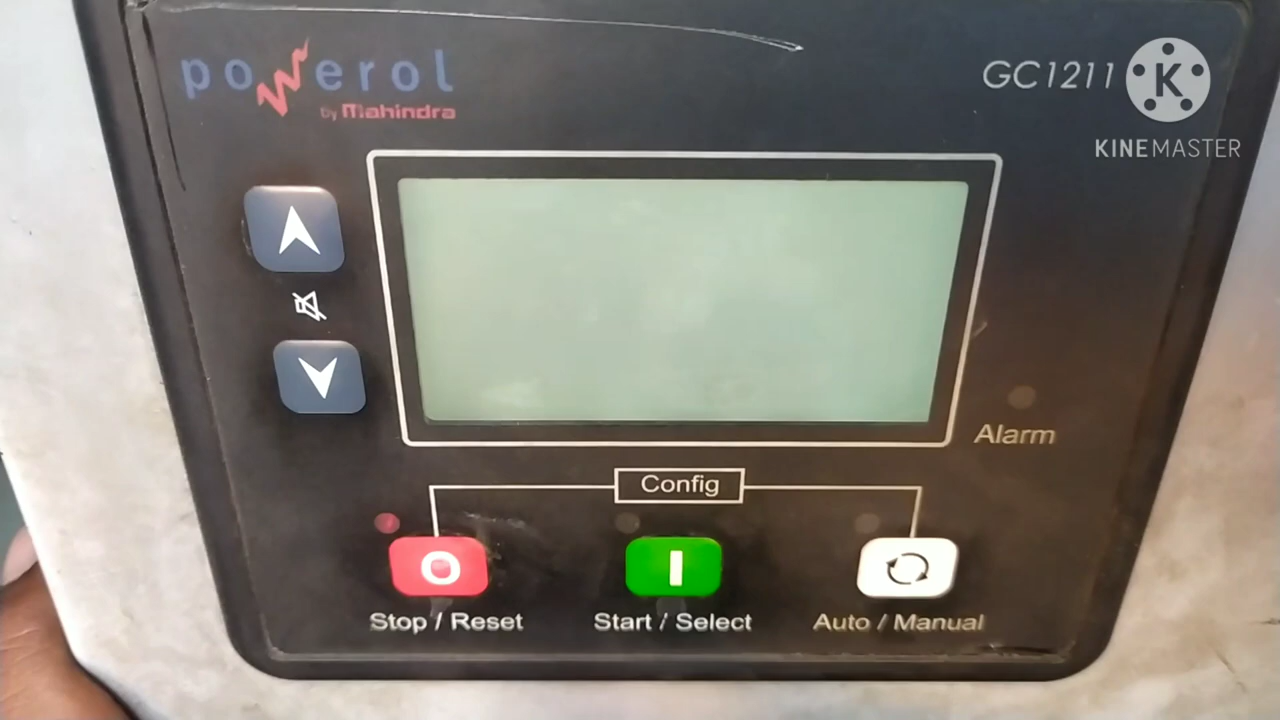 powerol
by Mahindra
GC1211
K
KINEMASTER
Alarm
Config
Stop / Reset
Start / Select
Auto / Manual